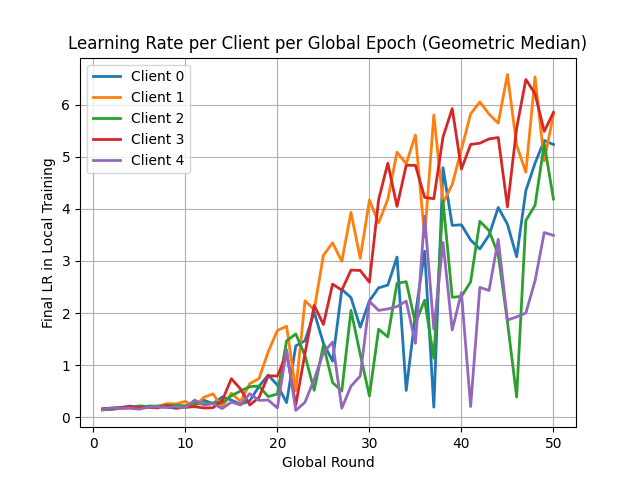 Learning Rate per Client per Global Epoch (Geometric Median)
Client 0
Client 1
Client 2
Client 3
Client 4
Final LR in Local Training
6
5
4
3
2
1
0
0 10 20 30 40 50
Global Round